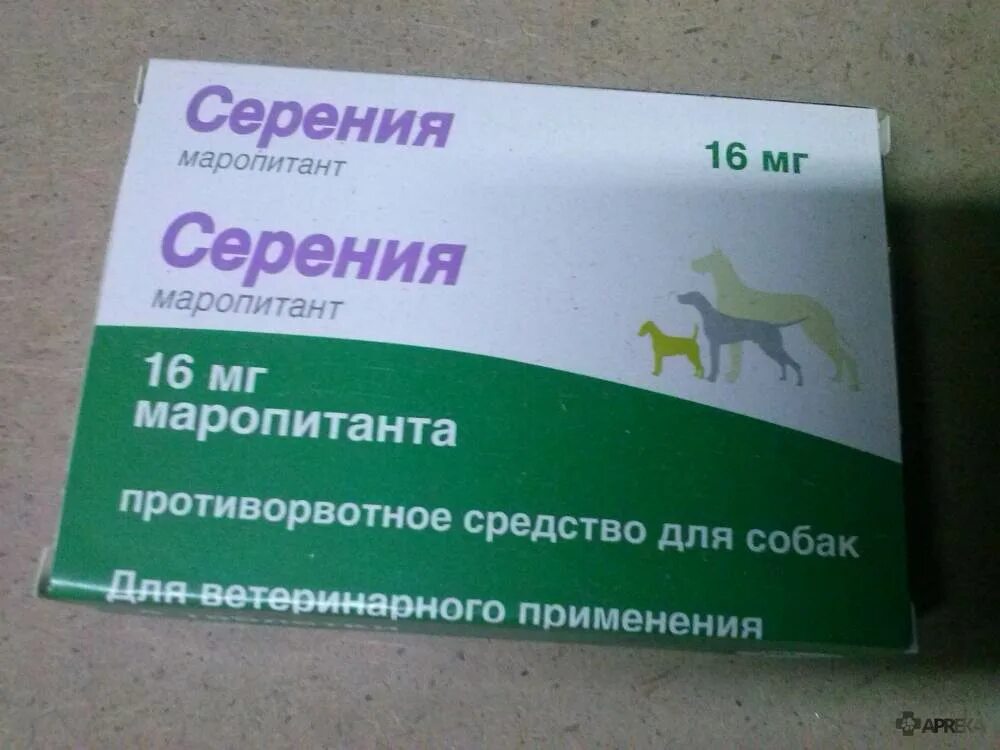 Серения
маропитант
16 мг
Серения
маропитант
16 мг
маропитанта
противорвотное средство для собак
Для ветеринарного применения
APREKA